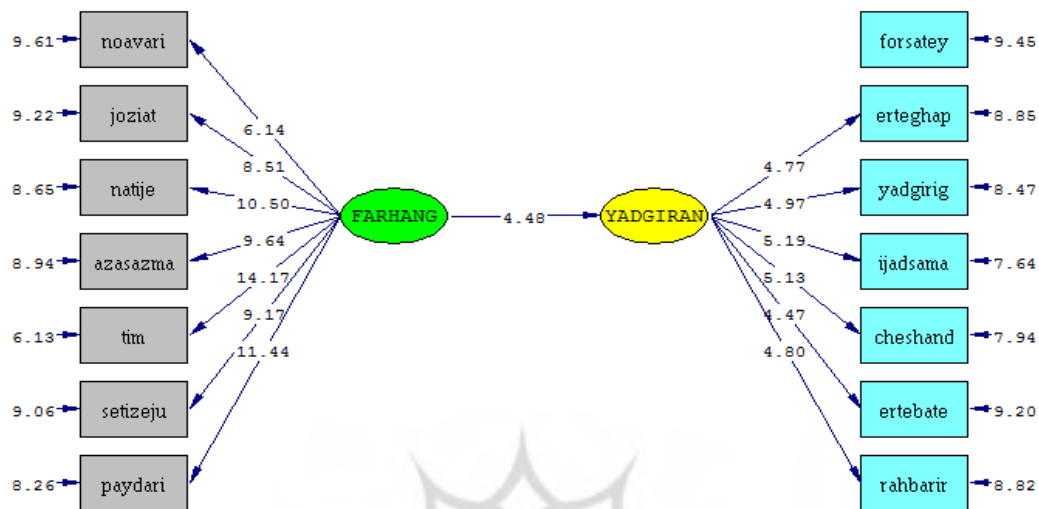 9.61 noavari
9.22 joziat
8.65 natije
8.94 azasazma
6.13 tim
9.06 setizeju
8.26 paydari
6.14
8.51
10.50
9.64
14.17
9.17
11.44
FARHANG
4.48
YADGIRAN
4.77
4.97
5.19
5.13
4.47
4.80
forsatey 9.45
erteghap 8.85
yadgirig 8.47
ijadsama 7.64
cheshand 7.94
ertebate 9.20
rahbarir 8.82